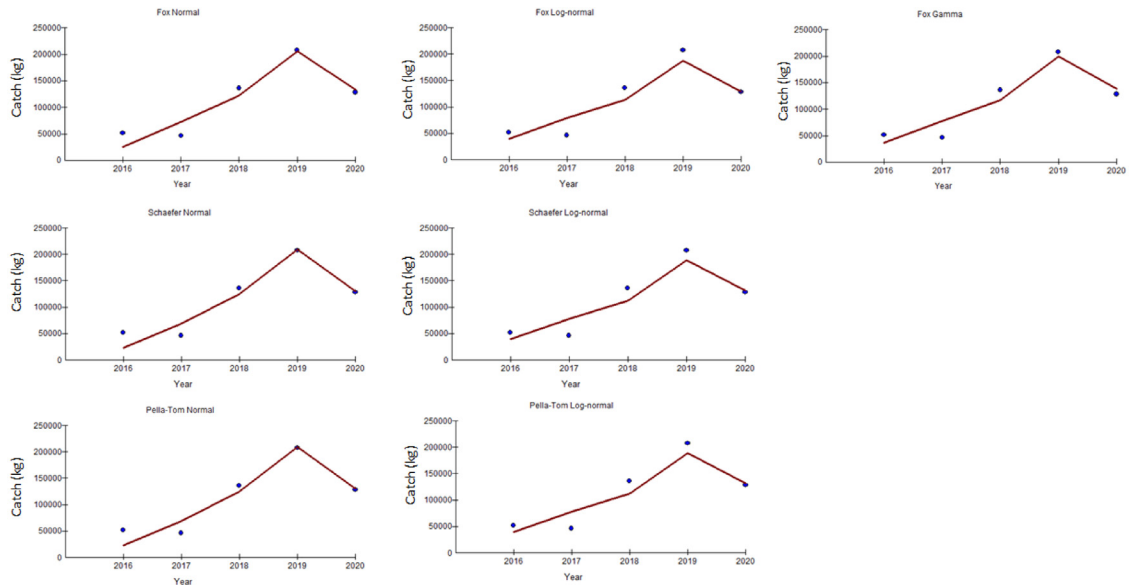 Fox Normal
250000
200000
150000
100000
50000
0
Catch (kg)
2016 2017 2018 2019 2020
Year
Fox Log-normal
250000
200000
150000
100000
50000
0
Catch (kg)
2016 2017 2018 2019 2020
Year
Fox Gamma
250000
200000
150000
100000
50000
0
Catch (kg)
2016 2017 2018 2019 2020
Year
Schaefer Normal
250000
200000
150000
100000
50000
0
Catch (kg)
2016 2017 2018 2019 2020
Year
Schaefer Log-normal
250000
200000
150000
100000
50000
0
Catch (kg)
2016 2017 2018 2019 2020
Year
Pella-Tom Normal
250000
200000
150000
100000
50000
0
Catch (kg)
2016 2017 2018 2019 2020
Year
Pella-Tom Log-normal
250000
200000
150000
100000
50000
0
Catch (kg)
2016 2017 2018 2019 2020
Year